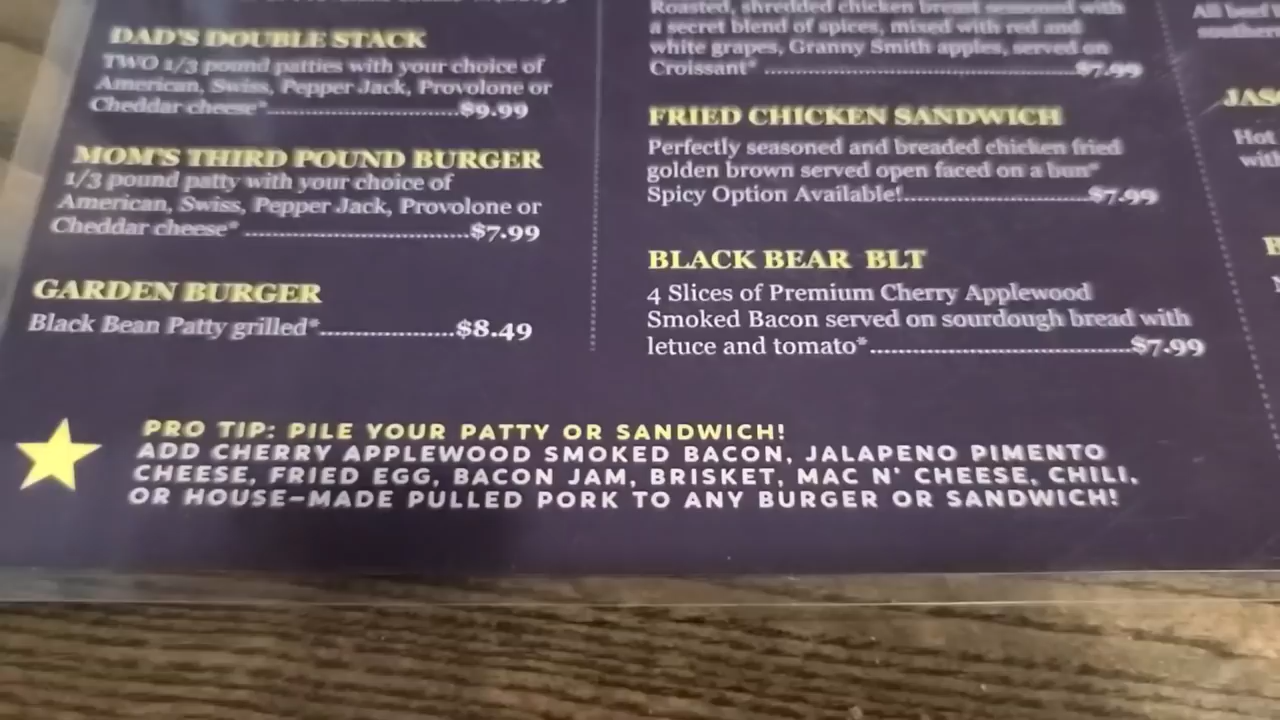 DAD'S DOUBLE STACK
TWO 1/3 pound patties with your choice of
American, Swiss, Pepper Jack, Provolone or
Cheddar cheese*..............................$9.99
MOM'S THIRD POUND BURGER
1/3 pound patty with your choice of
American, Swiss, Pepper Jack, Provolone or
Cheddar cheese* ...................................$7.99
GARDEN BURGER
Black Bean Patty grilled*.....................$8.49
Roasted, shredded chicken breast seasoned with
a secret blend of spices, mixed with red and
white grapes, Granny Smith apples, served on
Croissant* ..................................................$7.99
FRIED CHICKEN SANDWICH
Perfectly seasoned and breaded chicken fried
golden brown served open faced on a bun*
Spicy Option Available!..............................$7.99
BLACK BEAR BLT
4 Slices of Premium Cherry Applewood
Smoked Bacon served on sourdough bread with
letuce and tomato*..........................................$7.99
All beef
Hot
with
PRO TIP: PILE YOUR PATTY OR SANDWICH!
ADD CHERRY APPLEWOOD SMOKED BACON, JALAPENO PIMENTO
CHEESE, FRIED EGG, BACON JAM, BRISKET, MAC N' CHEESE, CHILI,
OR HOUSE-MADE PULLED PORK TO ANY BURGER OR SANDWICH!